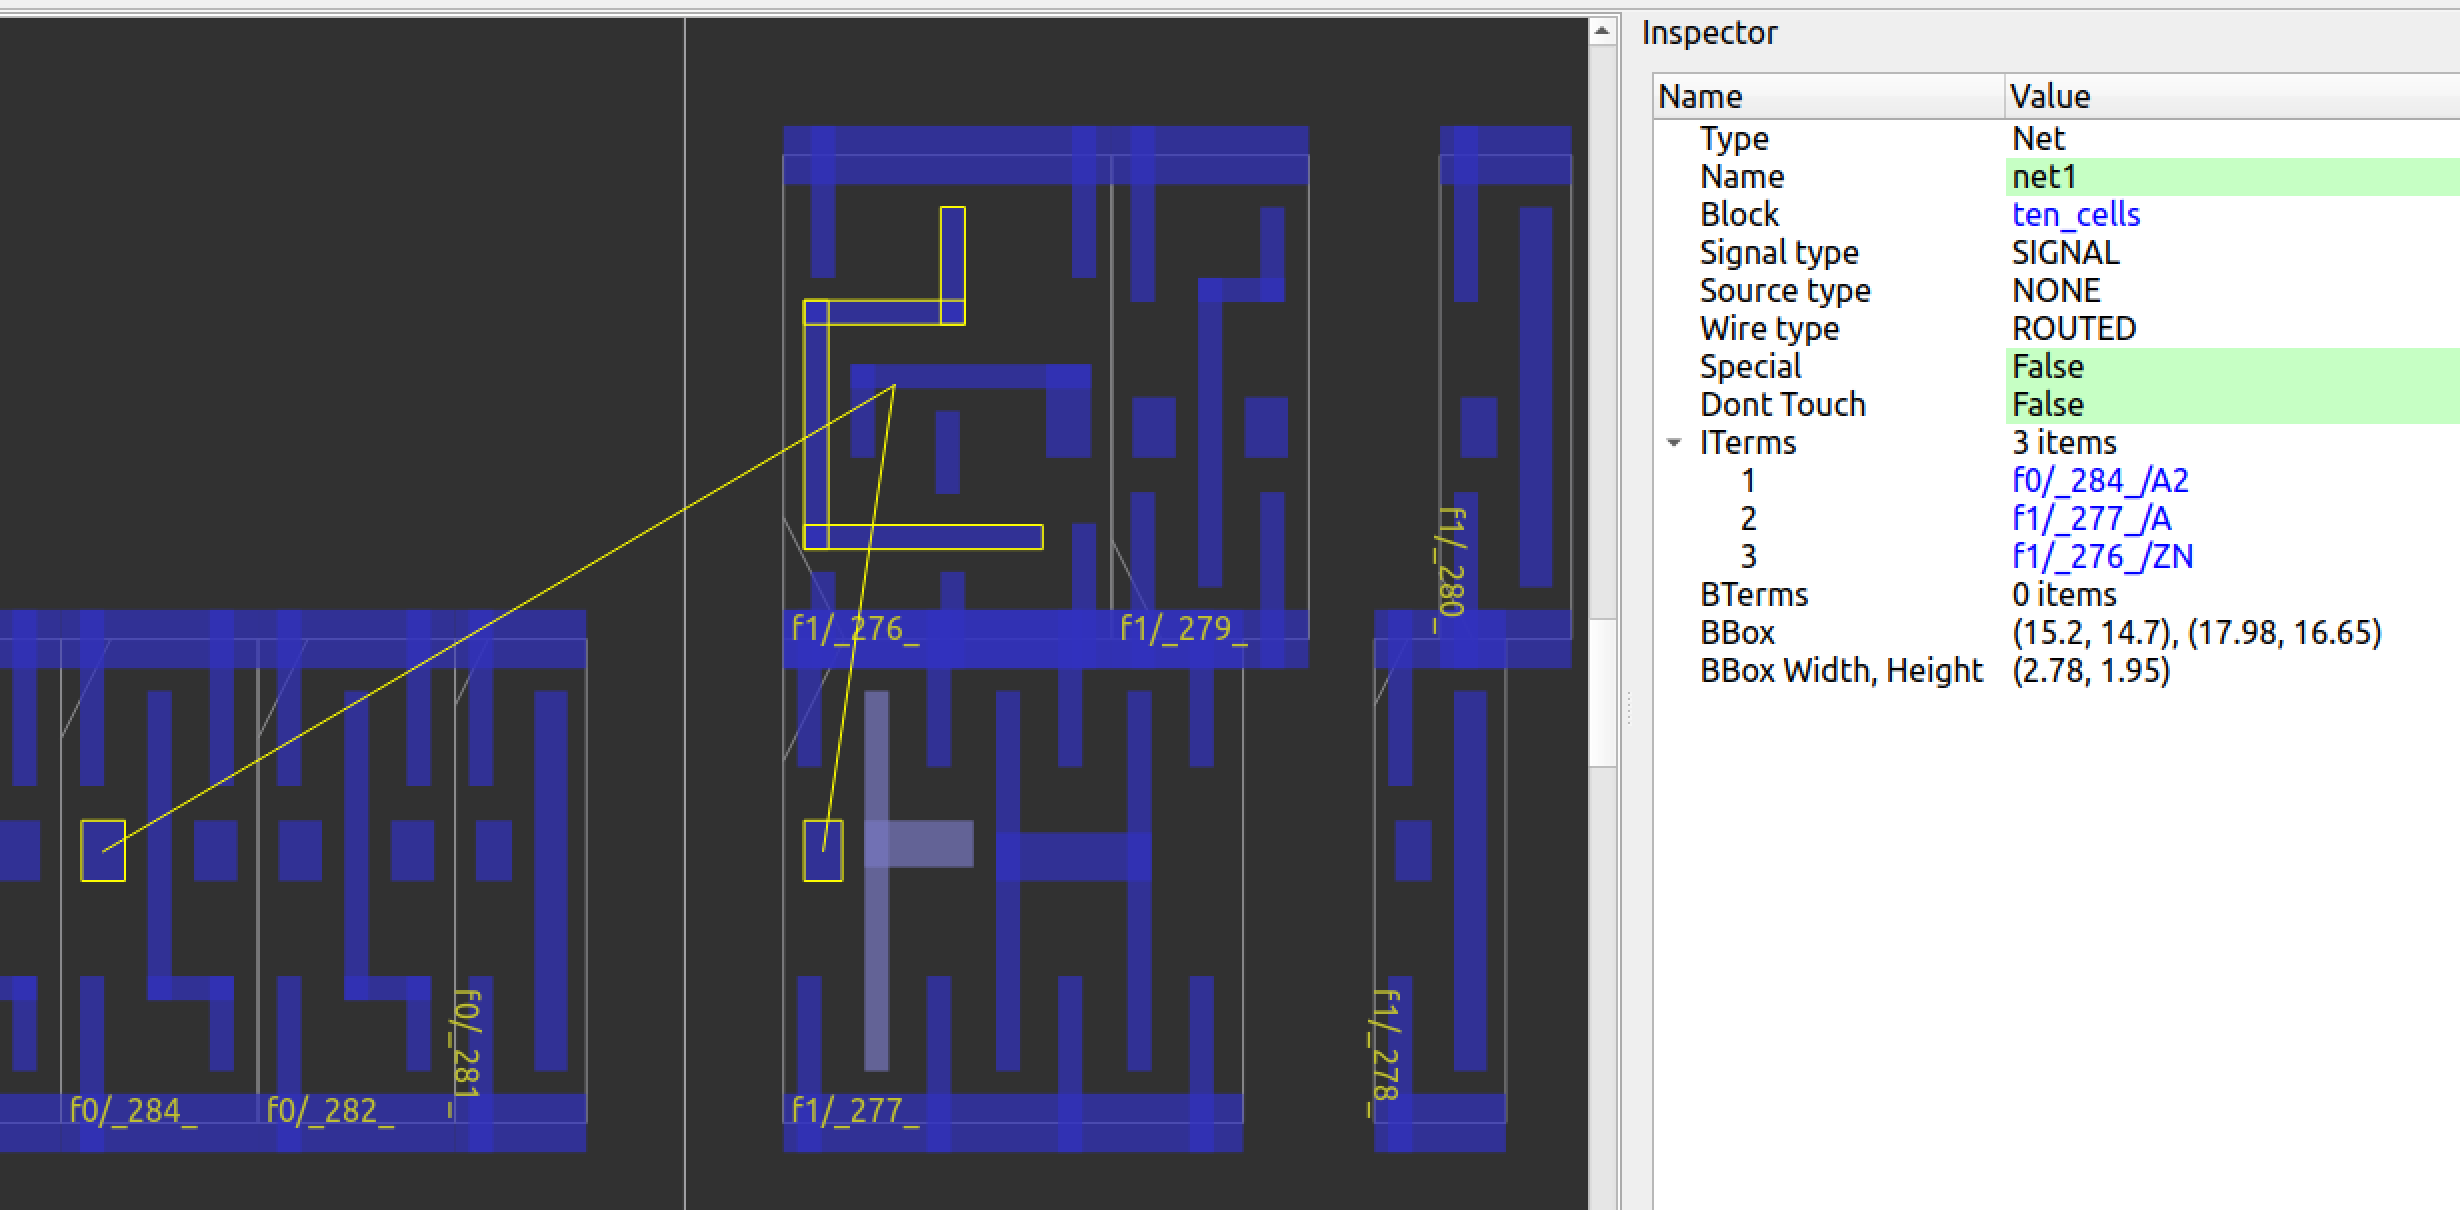 Inspector
Name Value
Type Net
Name net1
Block ten_cells
Signal type SIGNAL
Source type NONE
Wire type ROUTED
Special False
Dont Touch False
ITerms 3 items
1 f0/_284_/A2
2 f1/_277_/A
3 f1/_276_/ZN
BTerms 0 items
BBox (15.2, 14.7), (17.98, 16.65)
BBox Width, Height (2.78, 1.95)
f1/_276_
f1/_279_
f1/_280_
f0/_284_
f0/_282_
f0/_281_
f1/_277_
f1/_278_